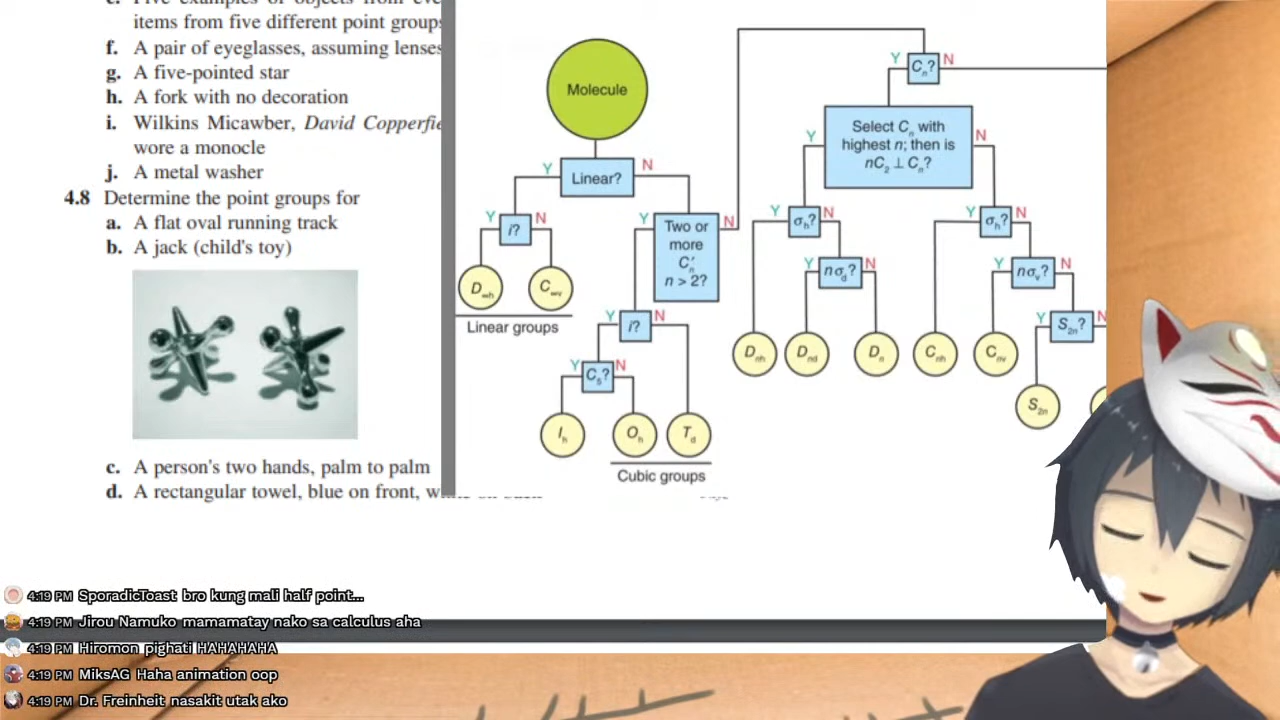 items from five different point groups
f. A pair of eyeglasses, assuming lenses
g. A five-pointed star
h. A fork with no decoration
i. Wilkins Micawber, David Copperfie
wore a monocle
j. A metal washer
4.8 Determine the point groups for
a. A flat oval running track
b. A jack (child's toy)
c. A person's two hands, palm to palm
d. A rectangular towel, blue on front,
Molecule
Y Linear? N
Y i? N
D∞h C∞v
Linear groups
Y Two or more C'n n > 2? N
Y i? N
Y C5? N
Ih Oh Td
Cubic groups
Y Cn? N
Y Select Cn with highest n; then is nC2 ⊥ Cn? N
Y σh? N
Y σh? N
Y nσd? N
Y nσv? N
Y S2n? N
Dnh Dnd Dn Cnh Cnv
S2n
4:19 PM SporadicToast bro kung mali half point...
4:19 PM Jirou Namuko mamamatay nako sa calculus aha
4:19 PM Hiromon pighati HAHAHAHA
4:19 PM MiksAG Haha animation oop
4:19 PM Dr. Freinheit nasakit utak ako